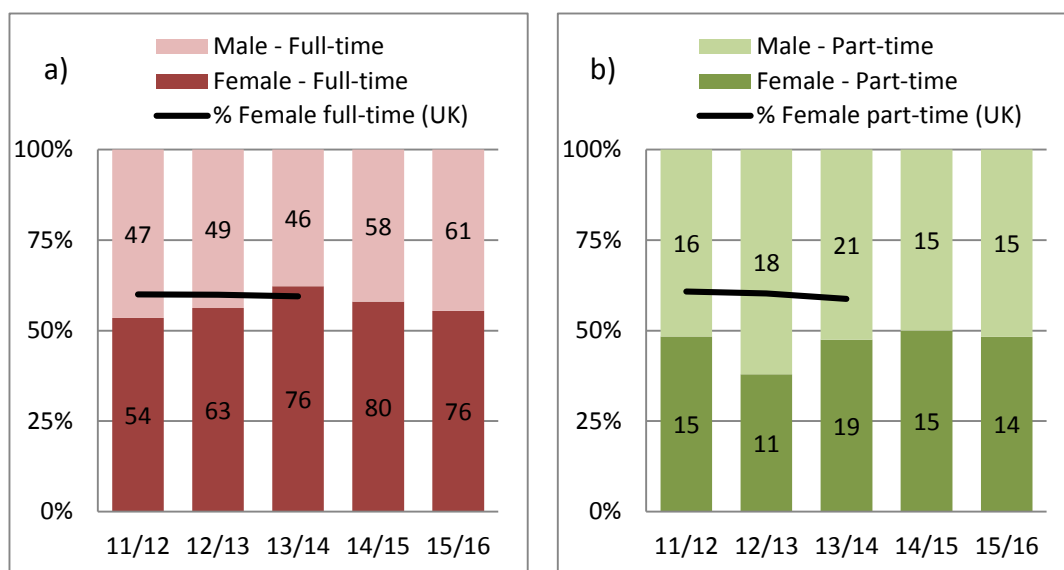 a)
Male - Full-time
Female - Full-time
% Female full-time (UK)
100%
75%
50%
25%
0%
47 49 46 58 61
54 63 76 80 76
11/12 12/13 13/14 14/15 15/16
b)
Male - Part-time
Female - Part-time
% Female part-time (UK)
100%
75%
50%
25%
0%
16 18 21 15 15
15 11 19 15 14
11/12 12/13 13/14 14/15 15/16